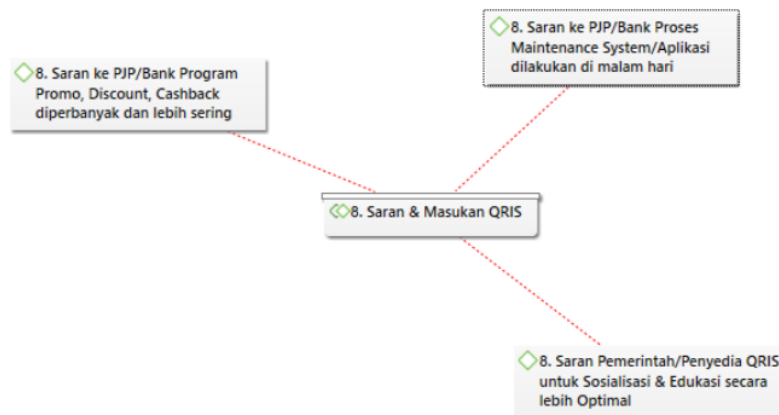 8. Saran ke PJP/Bank Proses
Maintenance System/Aplikasi
dilakukan di malam hari
8. Saran ke PJP/Bank Program
Promo, Discount, Cashback
diperbanyak dan lebih sering
8. Saran & Masukan QRIS
8. Saran Pemerintah/Penyedia QRIS
untuk Sosialisasi & Edukasi secara
lebih Optimal